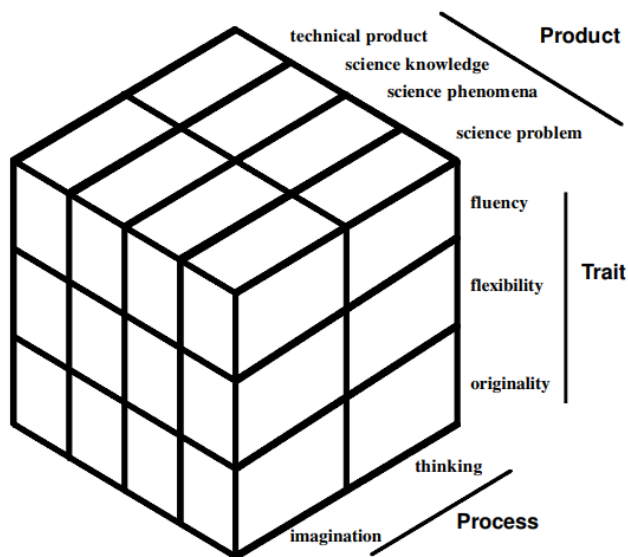 technical product
Product
science knowledge
science phenomena
science problem
fluency
flexibility
Trait
originality
thinking
Process
imagination